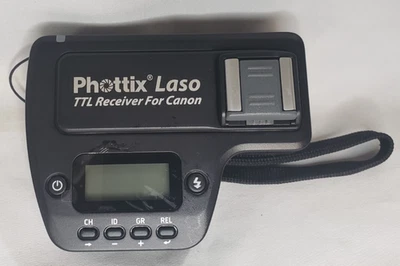 Phottix® Laso
TTL Receiver For Canon
CH ID GR REL
→ − + ↵